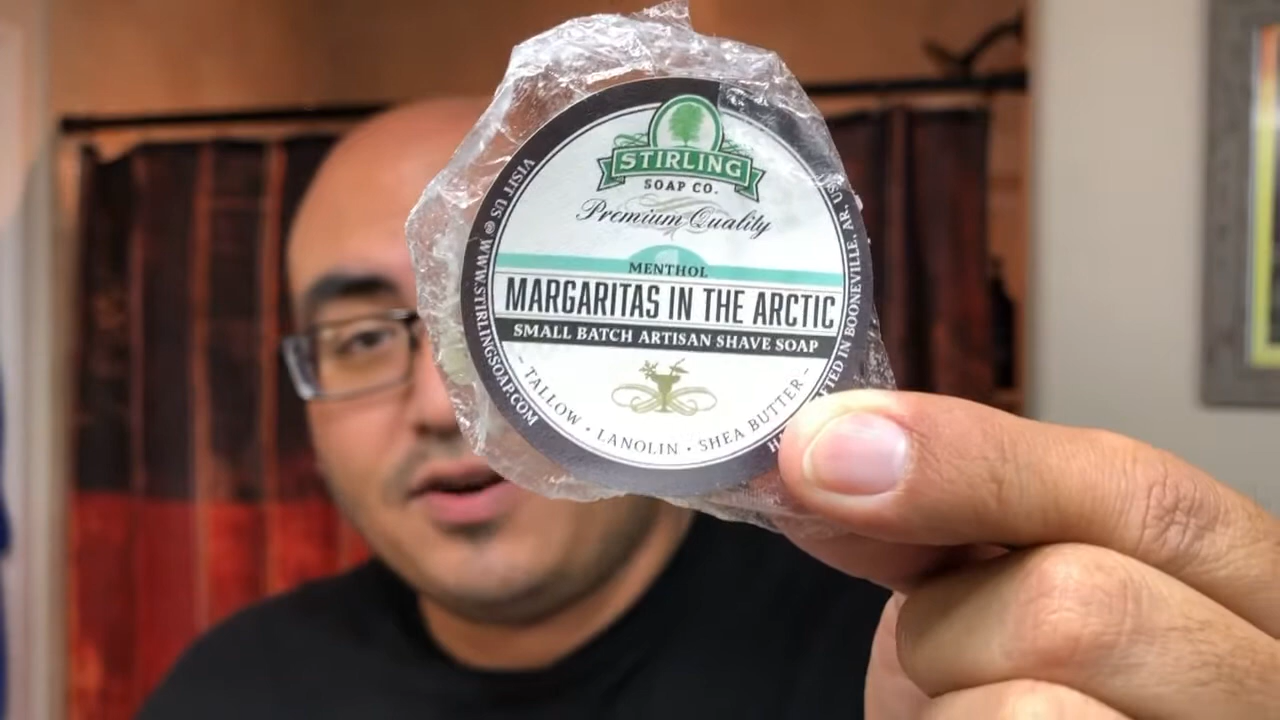 STIRLING
SOAP CO.
Premium Quality
MENTHOL
MARGARITAS IN THE ARCTIC
SMALL BATCH ARTISAN SHAVE SOAP
- TALLOW • LANOLIN • SHEA BUTTER -
VISIT US @ WWW.STIRLINGSOAP.COM
IN BOONEVILLE, AR, US